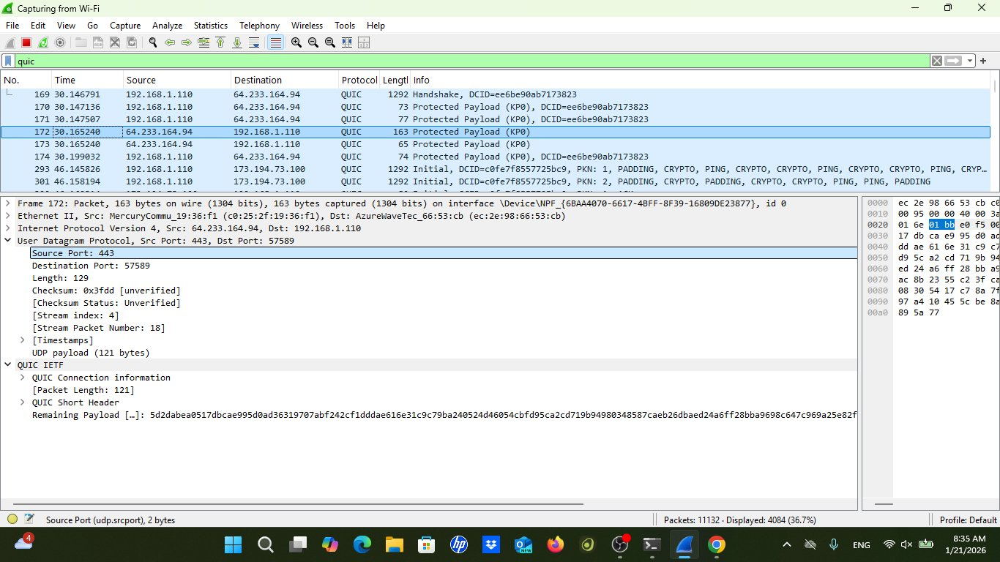 Capturing from Wi-Fi
File Edit View Go Capture Analyze Statistics Telephony Wireless Tools Help
quic
No. Time Source Destination Protocol Lengtl Info
169 30.146791 192.168.1.110 64.233.164.94 QUIC 1292 Handshake, DCID=ee6be90ab7173823
170 30.147136 192.168.1.110 64.233.164.94 QUIC 73 Protected Payload (KP0), DCID=ee6be90ab7173823
171 30.147507 192.168.1.110 64.233.164.94 QUIC 77 Protected Payload (KP0), DCID=ee6be90ab7173823
172 30.165240 64.233.164.94 192.168.1.110 QUIC 163 Protected Payload (KP0)
173 30.165240 64.233.164.94 192.168.1.110 QUIC 65 Protected Payload (KP0)
174 30.199032 192.168.1.110 64.233.164.94 QUIC 74 Protected Payload (KP0), DCID=ee6be90ab7173823
293 46.145826 192.168.1.110 173.194.73.100 QUIC 1292 Initial, DCID=c0fe7f8557725bc9, PKN: 1, PADDING, CRYPTO, PING, CRYPTO, CRYPTO, PING, CRYPTO, CRYPTO, PING, CRYP…
301 46.158194 192.168.1.110 173.194.73.100 QUIC 1292 Initial, DCID=c0fe7f8557725bc9, PKN: 2, PADDING, CRYPTO, PADDING, CRYPTO, CRYPTO, PING, PING, PADDING
Frame 172: Packet, 163 bytes on wire (1304 bits), 163 bytes captured (1304 bits) on interface \Device\NPF_{6BAA4070-6617-4BFF-8F39-16809DE23877}, id 0
Ethernet II, Src: MercuryCommu_19:36:f1 (c0:25:2f:19:36:f1), Dst: AzureWaveTec_66:53:cb (ec:2e:98:66:53:cb)
Internet Protocol Version 4, Src: 64.233.164.94, Dst: 192.168.1.110
User Datagram Protocol, Src Port: 443, Dst Port: 57589
Source Port: 443
Destination Port: 57589
Length: 129
Checksum: 0x3fdd [unverified]
[Checksum Status: Unverified]
[Stream index: 4]
[Stream Packet Number: 18]
[Timestamps]
UDP payload (121 bytes)
QUIC IETF
QUIC Connection information
[Packet Length: 121]
QUIC Short Header
Remaining Payload […]: 5d2dabea0517dbcae995d0ad36319707abf242cf1dddae616e31c9c79ba240524d46054cbfd95ca2cd719b94980348587caeb26dbaed24a6ff28bba9698c647c969a25e82f
0000 ec 2e 98 66 53 cb c0
0010 00 95 00 00 40 00 3a
0020 01 6e 01 bb e0 f5 00
0030 17 db ca e9 95 d0 ad
0040 dd ae 61 6e 31 c9 c7
0050 d9 5c a2 cd 71 9b 94
0060 ed 24 a6 ff 28 bb a9
0070 ac 8b 23 55 c2 3f ca
0080 08 30 54 17 c7 8a 7f
0090 97 a4 10 45 5c be 8a
00a0 89 5a 77
Source Port (udp.srcport), 2 bytes
Packets: 11132 · Displayed: 4084 (36.7%)
Profile: Default
4
NEW
ENG
8:35 AM
1/21/2026